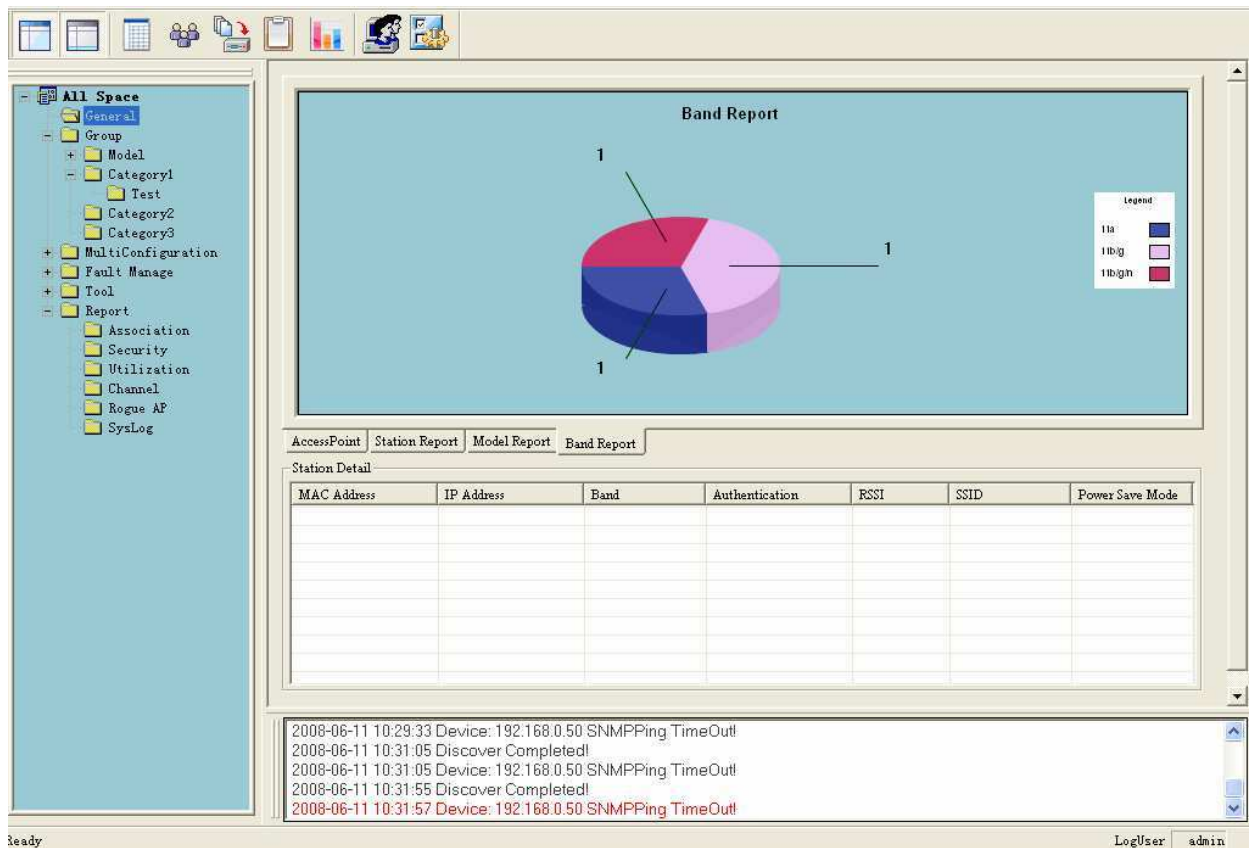 All Space
General
Group
Model
Category1
Test
Category2
Category3
MultiConfiguration
Fault Manage
Tool
Report
Association
Security
Utilization
Channel
Rogue AP
SysLog
Band Report
1
1
1
Legend
11a
11b/g
11b/g/n
AccessPoint Station Report Model Report Band Report
Station Detail
MAC Address IP Address Band Authentication RSSI SSID Power Save Mode
2008-06-11 10:29:33 Device: 192.168.0.50 SNMPPing TimeOut!
2008-06-11 10:31:05 Discover Completed!
2008-06-11 10:31:05 Device: 192.168.0.50 SNMPPing TimeOut!
2008-06-11 10:31:55 Discover Completed!
2008-06-11 10:31:57 Device: 192.168.0.50 SNMPPing TimeOut!
Ready LogUser admin